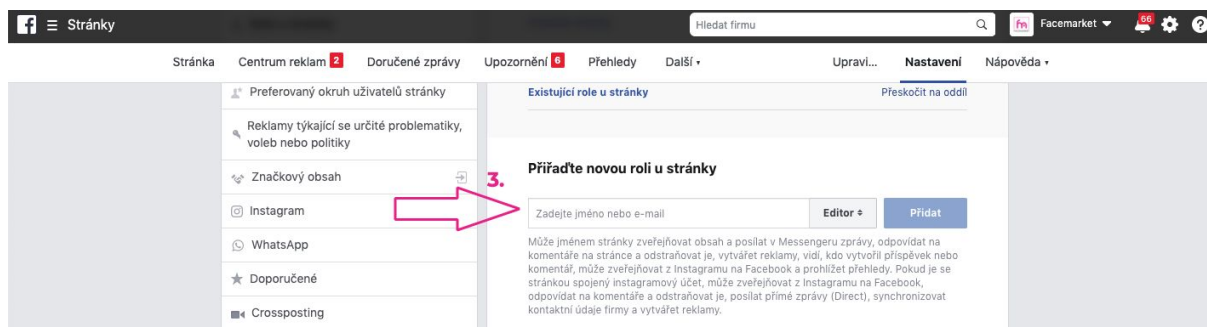 Stránky
Hledat firmu
Facemarket
66
Stránka Centrum reklam 2 Doručené zprávy Upozornění 6 Přehledy Další Upravi... Nastavení Nápověda
Preferovaný okruh uživatelů stránky
Reklamy týkající se určité problematiky,
voleb nebo politiky
Značkový obsah
Instagram
WhatsApp
Doporučené
Crossposting
Existující role u stránky Přeskočit na oddíl
Přiřaďte novou roli u stránky
3.
Zadejte jméno nebo e-mail Editor Přidat
Může jménem stránky zveřejňovat obsah a posílat v Messengeru zprávy, odpovídat na
komentáře na stránce a odstraňovat je, vytvářet reklamy, vidí, kdo vytvořil příspěvek nebo
komentář, může zveřejňovat z Instagramu na Facebook a prohlížet přehledy. Pokud je se
stránkou spojený instagramový účet, může zveřejňovat z Instagramu na Facebook,
odpovídat na komentáře a odstraňovat je, posílat přímé zprávy (Direct), synchronizovat
kontaktní údaje firmy a vytvářet reklamy.